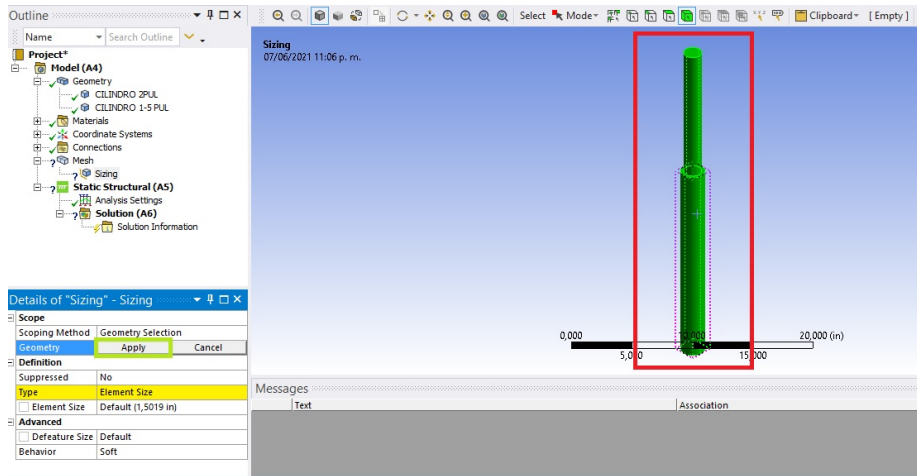 Outline
Name Search Outline
Project*
Model (A4)
Geometry
CILINDRO 2PUL
CILINDRO 1-5 PUL
Materials
Coordinate Systems
Connections
Mesh
Sizing
Static Structural (A5)
Analysis Settings
Solution (A6)
Solution Information
Details of "Sizing" - Sizing
Scope
Scoping Method Geometry Selection
Geometry Apply Cancel
Definition
Suppressed No
Type Element Size
Element Size Default (1,5019 in)
Advanced
Defeature Size Default
Behavior Soft
Select Mode Clipboard [ Empty ]
Sizing
07/06/2021 11:06 p. m.
0,000 10,000 20,000 (in)
5,000 15,000
Messages
Text Association